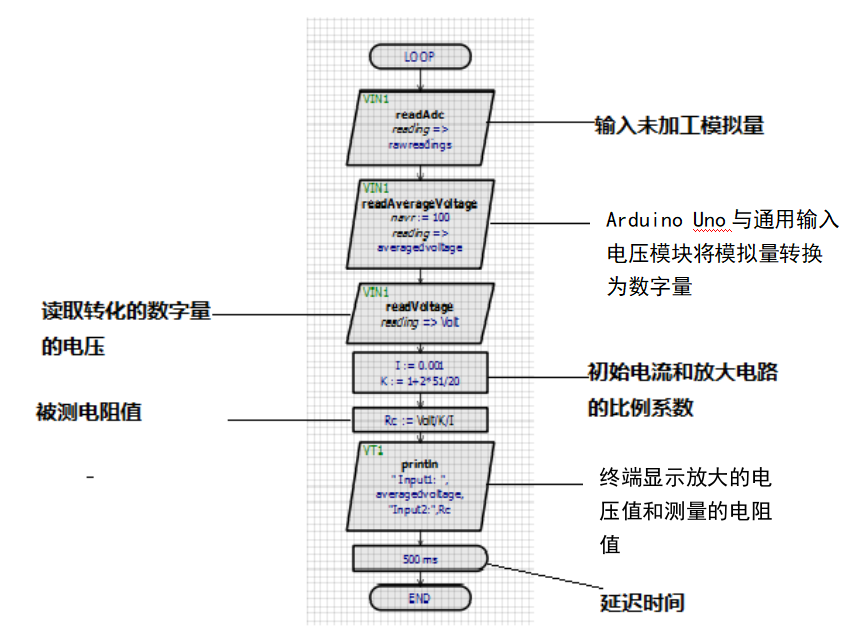 LOOP
VIN1
readAdc
reading =>
rawreadings
输入未加工模拟量
VIN1
readAverageVoltage
navr := 100
reading =>
averagedvoltage
Arduino Uno 与通用输入
电压模块将模拟量转换
为数字量
VIN1
readVoltage
reading => Volt
读取转化的数字量
的电压
I := 0.001
K := 1+2*51/20
初始电流和放大电路
的比例系数
被测电阻值
Rc := Volt/K/I
VT1
println
"Input1: ",
averagedvoltage,
"Input2:",Rc
终端显示放大的电
压值和测量的电阻
值
500 ms
延迟时间
END